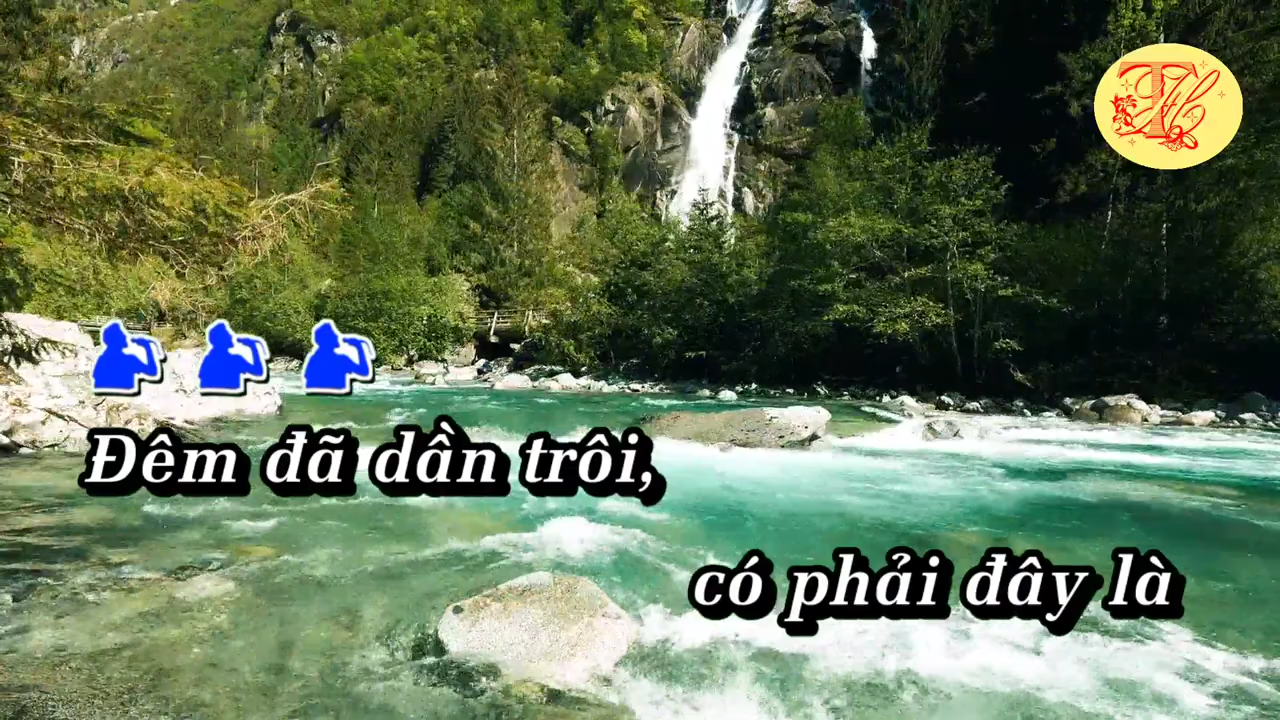 Đêm đã dần trôi,
có phải đây là